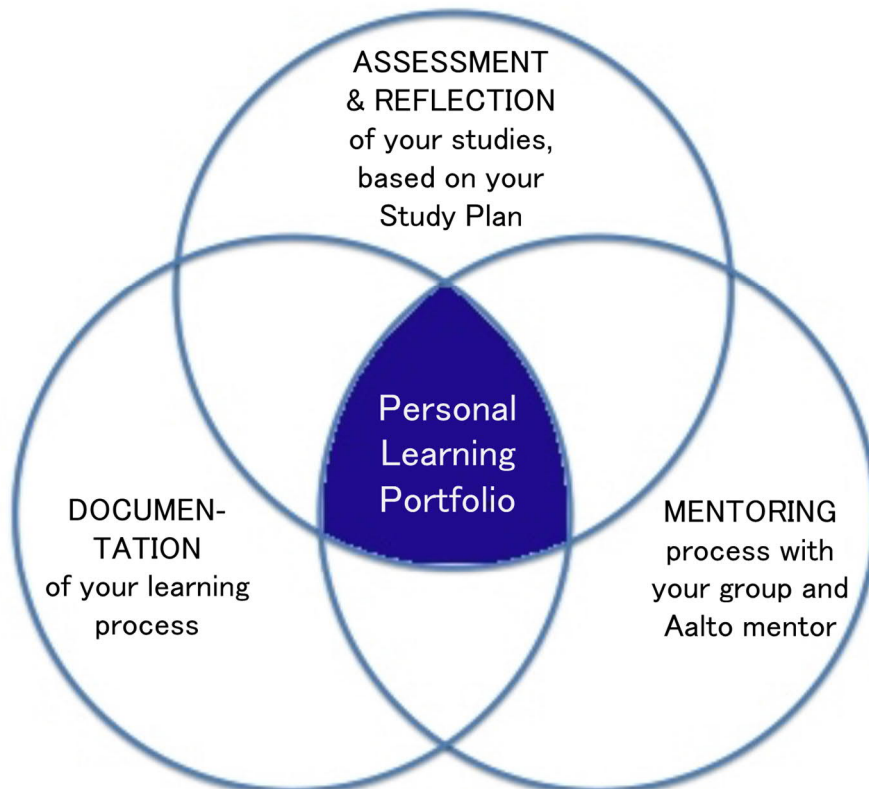 ASSESSMENT
& REFLECTION
of your studies,
based on your
Study Plan
Personal
Learning
Portfolio
DOCUMEN-
TATION
of your learning
process
MENTORING
process with
your group and
Aalto mentor